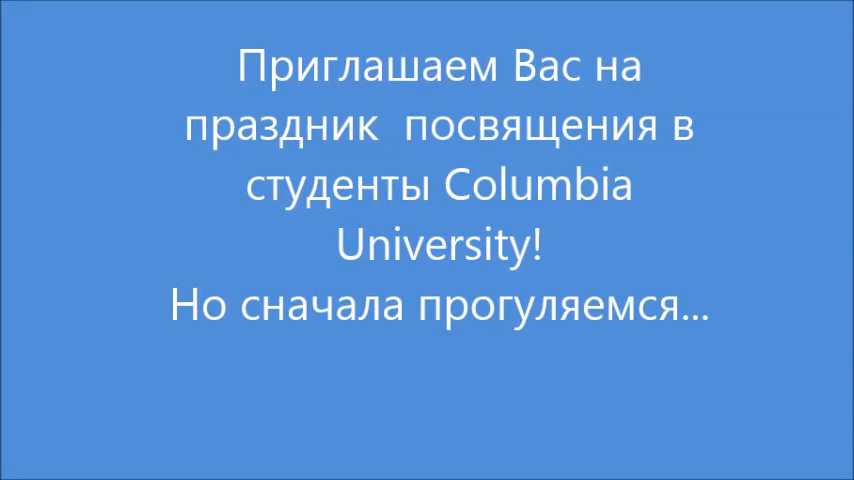 Приглашаем Вас на
праздник  посвящения в
студенты Columbia
University!
Но сначала прогуляемся...